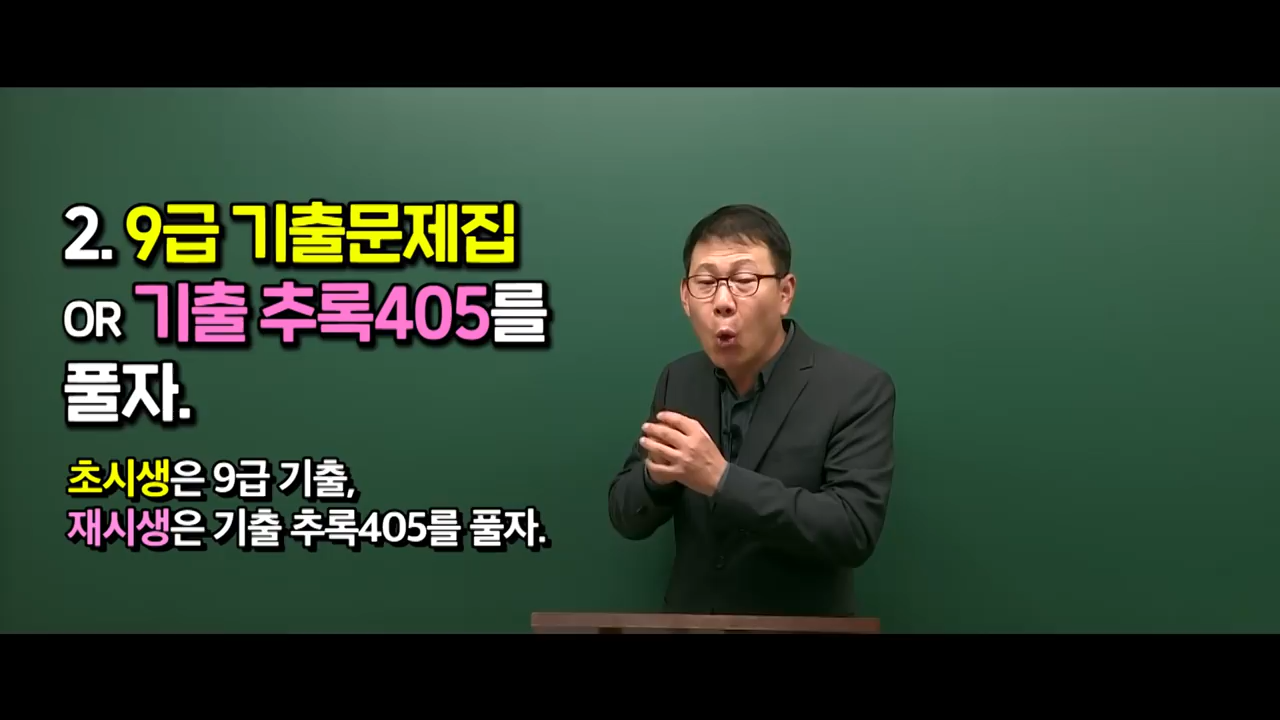 2. 9급 기출문제집
OR 기출 추록405를
풀자.
초시생은 9급 기출,
재시생은 기출 추록405를 풀자.